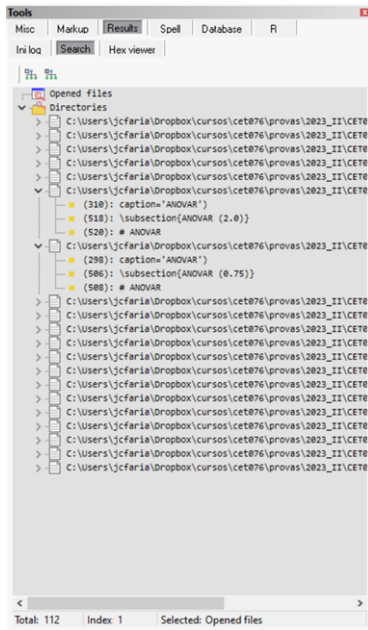 Tools
Misc Markup Results Spell Database R
Ini log Search Hex viewer
Opened files
Directories
C:\Users\jcfaria\Dropbox\cursos\cet076\provas\2023_II\CET0
C:\Users\jcfaria\Dropbox\cursos\cet076\provas\2023_II\CET0
C:\Users\jcfaria\Dropbox\cursos\cet076\provas\2023_II\CET0
C:\Users\jcfaria\Dropbox\cursos\cet076\provas\2023_II\CET0
C:\Users\jcfaria\Dropbox\cursos\cet076\provas\2023_II\CET0
C:\Users\jcfaria\Dropbox\cursos\cet076\provas\2023_II\CET0
(310): caption='ANOVAR')
(518): \subsection{ANOVAR (2.0)}
(520): # ANOVAR
C:\Users\jcfaria\Dropbox\cursos\cet076\provas\2023_II\CET0
(298): caption='ANOVAR')
(506): \subsection{ANOVAR (0.75)}
(508): # ANOVAR
C:\Users\jcfaria\Dropbox\cursos\cet076\provas\2023_II\CET0
C:\Users\jcfaria\Dropbox\cursos\cet076\provas\2023_II\CET0
C:\Users\jcfaria\Dropbox\cursos\cet076\provas\2023_II\CET0
C:\Users\jcfaria\Dropbox\cursos\cet076\provas\2023_II\CET0
C:\Users\jcfaria\Dropbox\cursos\cet076\provas\2023_II\CET0
C:\Users\jcfaria\Dropbox\cursos\cet076\provas\2023_II\CET0
C:\Users\jcfaria\Dropbox\cursos\cet076\provas\2023_II\CET0
C:\Users\jcfaria\Dropbox\cursos\cet076\provas\2023_II\CET0
C:\Users\jcfaria\Dropbox\cursos\cet076\provas\2023_II\CET0
C:\Users\jcfaria\Dropbox\cursos\cet076\provas\2023_II\CET0
C:\Users\jcfaria\Dropbox\cursos\cet076\provas\2023_II\CET0
C:\Users\jcfaria\Dropbox\cursos\cet076\provas\2023_II\CET0
C:\Users\jcfaria\Dropbox\cursos\cet076\provas\2023_II\CET0
Total: 112 Index: 1 Selected: Opened files